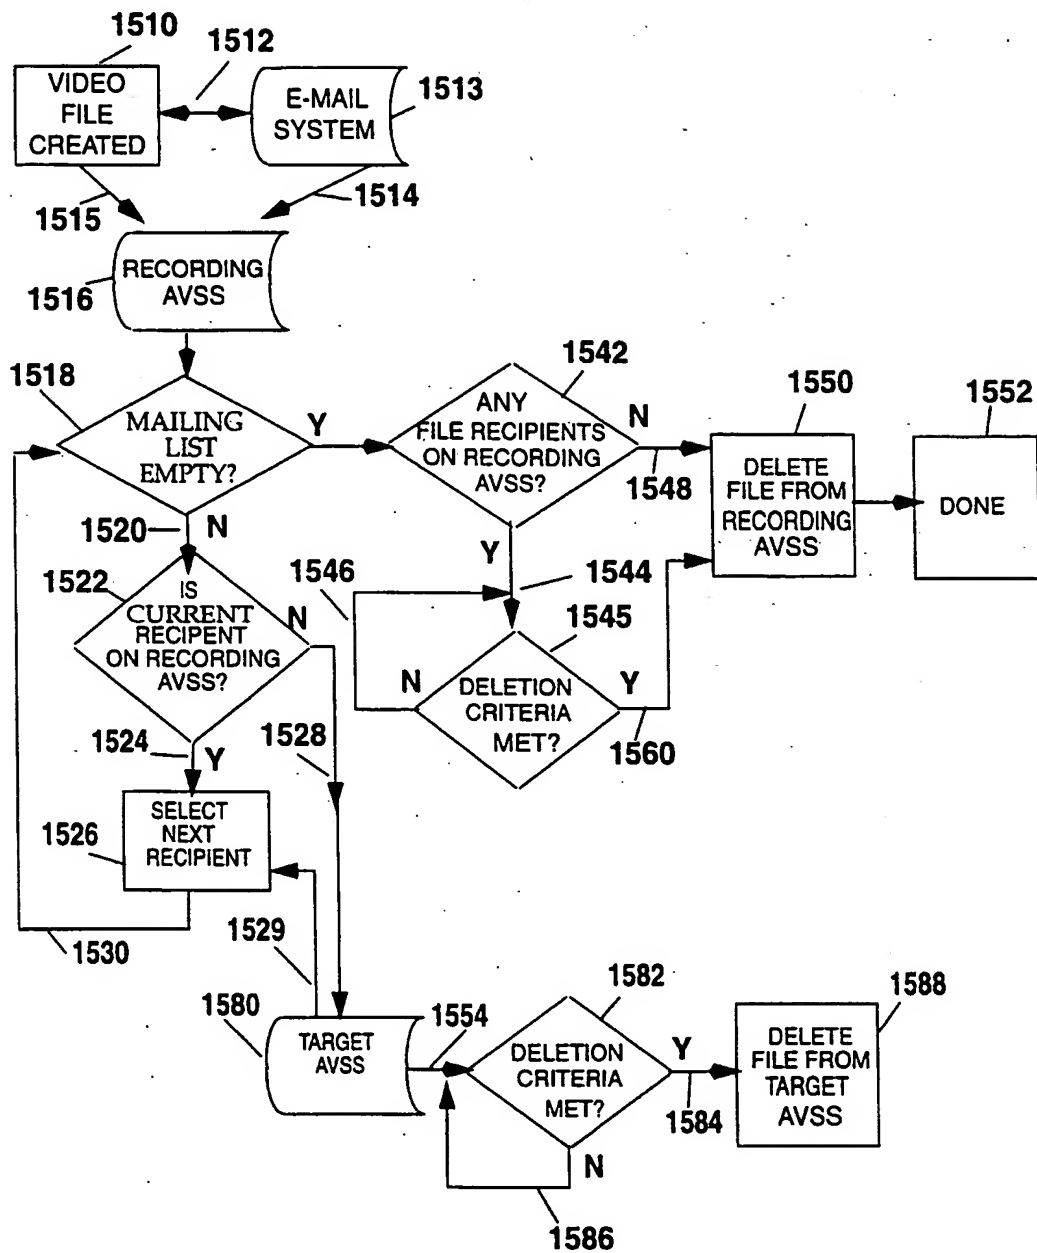 1510
1512
VIDEO
FILE
CREATED
E-MAIL
SYSTEM
1513
1515
1514
RECORDING
AVSS
1516
1518
MAILING
LIST
EMPTY?
Y
1542
ANY
FILE RECIPIENTS
ON RECORDING
AVSS?
N
1548
1550
DELETE
FILE FROM
RECORDING
AVSS
1552
DONE
1520
N
1522
IS
CURRENT
RECIPENT
ON RECORDING
AVSS?
N
Y
1544
1546
1545
DELETION
CRITERIA
MET?
N
Y
1560
1524
Y
1528
SELECT
NEXT
RECIPIENT
1526
1530
1529
1580
TARGET
AVSS
1554
1582
DELETION
CRITERIA
MET?
Y
1584
1588
DELETE
FILE FROM
TARGET
AVSS
N
1586